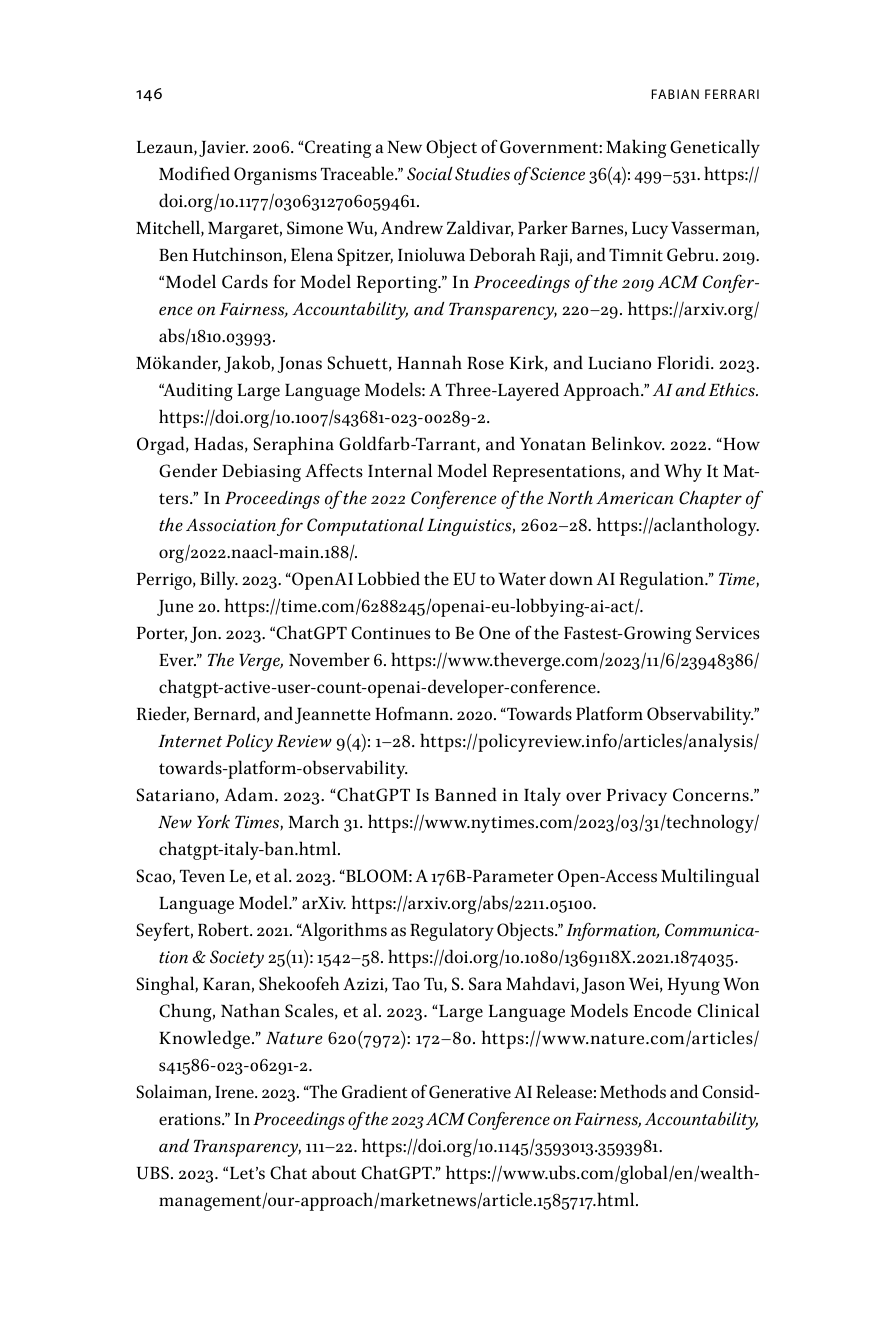 146
FABIAN FERRARI
Lezaun, Javier. 2006. “Creating a New Object of Government: Making Genetically
Modified Organisms Traceable.” Social Studies of Science 36(4): 499–531. https://
doi.org/10.1177/0306312706059461.
Mitchell, Margaret, Simone Wu, Andrew Zaldivar, Parker Barnes, Lucy Vasserman,
Ben Hutchinson, Elena Spitzer, Inioluwa Deborah Raji, and Timnit Gebru. 2019.
“Model Cards for Model Reporting.” In Proceedings of the 2019 ACM Confer-
ence on Fairness, Accountability, and Transparency, 220–29. https://arxiv.org/
abs/1810.03993.
Mökander, Jakob, Jonas Schuett, Hannah Rose Kirk, and Luciano Floridi. 2023.
“Auditing Large Language Models: A Three-Layered Approach.” AI and Ethics.
https://doi.org/10.1007/s43681-023-00289-2.
Orgad, Hadas, Seraphina Goldfarb-Tarrant, and Yonatan Belinkov. 2022. “How
Gender Debiasing Affects Internal Model Representations, and Why It Mat-
ters.” In Proceedings of the 2022 Conference of the North American Chapter of
the Association for Computational Linguistics, 2602–28. https://aclanthology.
org/2022.naacl-main.188/.
Perrigo, Billy. 2023. “OpenAI Lobbied the EU to Water down AI Regulation.” Time,
June 20. https://time.com/6288245/openai-eu-lobbying-ai-act/.
Porter, Jon. 2023. “ChatGPT Continues to Be One of the Fastest-Growing Services
Ever.” The Verge, November 6. https://www.theverge.com/2023/11/6/23948386/
chatgpt-active-user-count-openai-developer-conference.
Rieder, Bernard, and Jeannette Hofmann. 2020. “Towards Platform Observability.”
Internet Policy Review 9(4): 1–28. https://policyreview.info/articles/analysis/
towards-platform-observability.
Satariano, Adam. 2023. “ChatGPT Is Banned in Italy over Privacy Concerns.”
New York Times, March 31. https://www.nytimes.com/2023/03/31/technology/
chatgpt-italy-ban.html.
Scao, Teven Le, et al. 2023. “BLOOM: A 176B-Parameter Open-Access Multilingual
Language Model.” arXiv. https://arxiv.org/abs/2211.05100.
Seyfert, Robert. 2021. “Algorithms as Regulatory Objects.” Information, Communica-
tion & Society 25(11): 1542–58. https://doi.org/10.1080/1369118X.2021.1874035.
Singhal, Karan, Shekoofeh Azizi, Tao Tu, S. Sara Mahdavi, Jason Wei, Hyung Won
Chung, Nathan Scales, et al. 2023. “Large Language Models Encode Clinical
Knowledge.” Nature 620(7972): 172–80. https://www.nature.com/articles/
s41586-023-06291-2.
Solaiman, Irene. 2023. “The Gradient of Generative AI Release: Methods and Consid-
erations.” In Proceedings of the 2023 ACM Conference on Fairness, Accountability,
and Transparency, 111–22. https://doi.org/10.1145/3593013.3593981.
UBS. 2023. “Let’s Chat about ChatGPT.” https://www.ubs.com/global/en/wealth-
management/our-approach/marketnews/article.1585717.html.